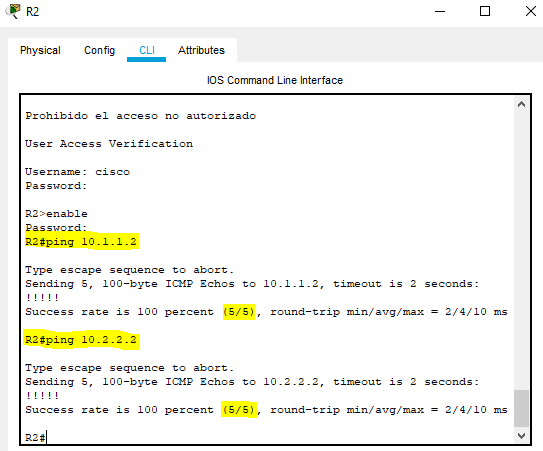 R2
Physical Config CLI Attributes
IOS Command Line Interface
Prohibido el acceso no autorizado
User Access Verification
Username: cisco
Password:
R2>enable
Password:
R2#ping 10.1.1.2
Type escape sequence to abort.
Sending 5, 100-byte ICMP Echos to 10.1.1.2, timeout is 2 seconds:
!!!!!
Success rate is 100 percent (5/5), round-trip min/avg/max = 2/4/10 ms
R2#ping 10.2.2.2
Type escape sequence to abort.
Sending 5, 100-byte ICMP Echos to 10.2.2.2, timeout is 2 seconds:
!!!!!
Success rate is 100 percent (5/5), round-trip min/avg/max = 2/4/10 ms
R2#